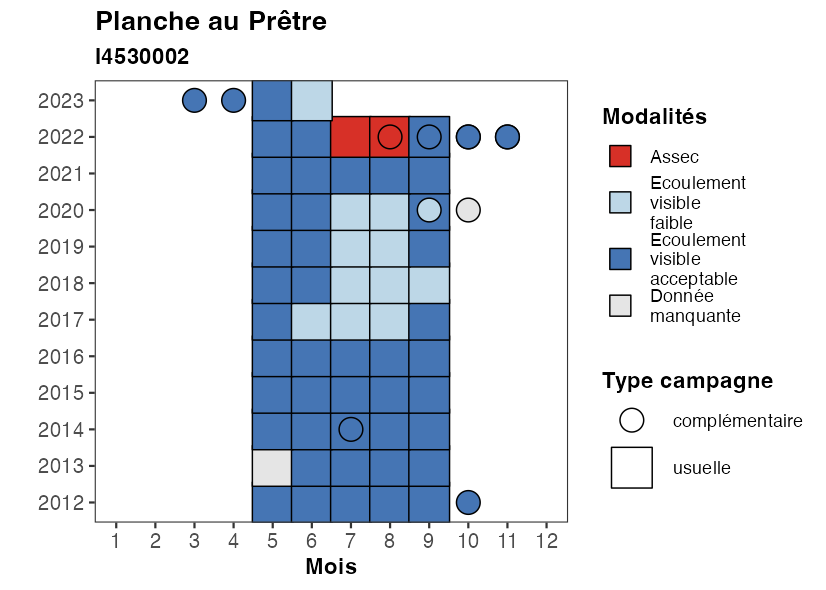 Planche au Prêtre
I4530002
2023
2022
2021
2020
2019
2018
2017
2016
2015
2014
2013
2012
1 2 3 4 5 6 7 8 9 10 11 12
Mois
Modalités
Assec
Ecoulement
visible
faible
Ecoulement
visible
acceptable
Donnée
manquante
Type campagne
complémentaire
usuelle